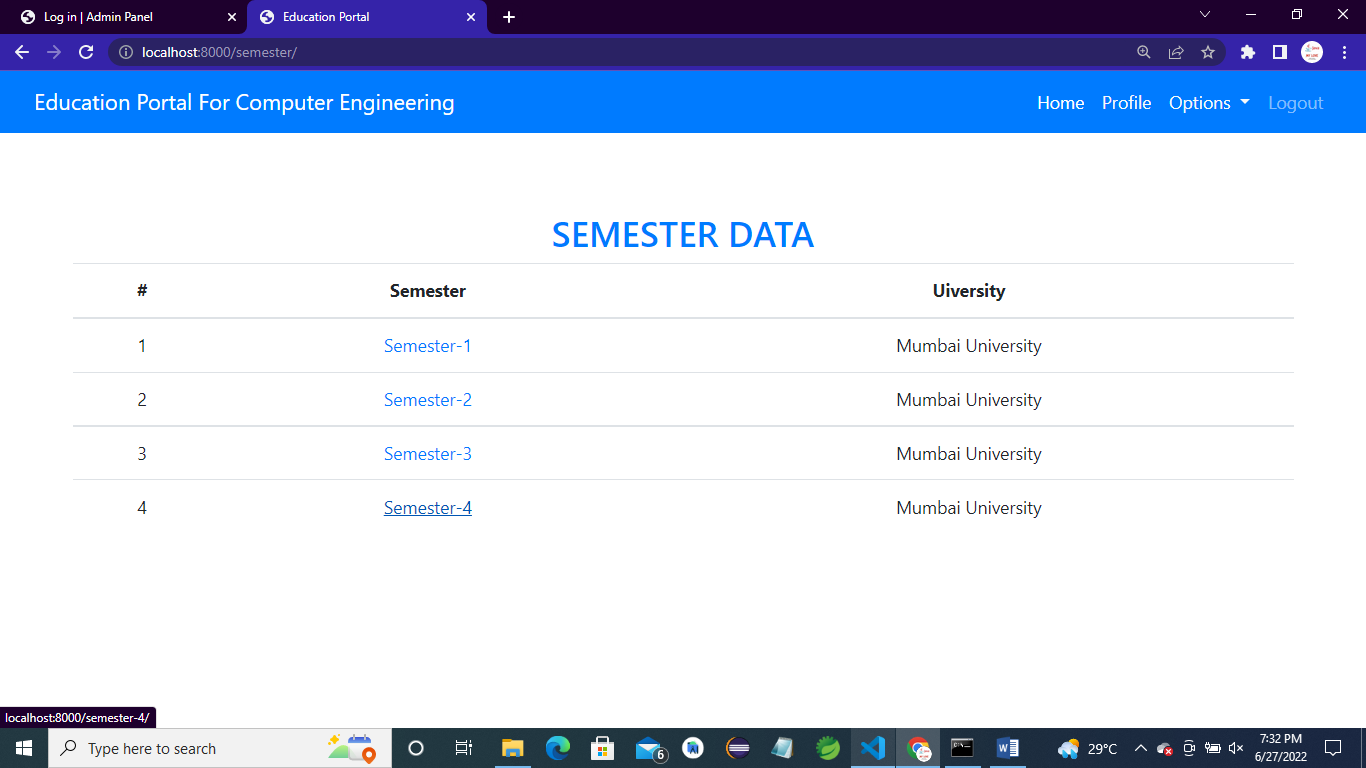 Log in | Admin Panel
Education Portal
localhost:8000/semester/
Education Portal For Computer Engineering
Home Profile Options Logout
SEMESTER DATA
# Semester Uiversity
1 Semester-1 Mumbai University
2 Semester-2 Mumbai University
3 Semester-3 Mumbai University
4 Semester-4 Mumbai University
localhost:8000/semester-4/
Type here to search
6
29°C
7:32 PM
6/27/2022